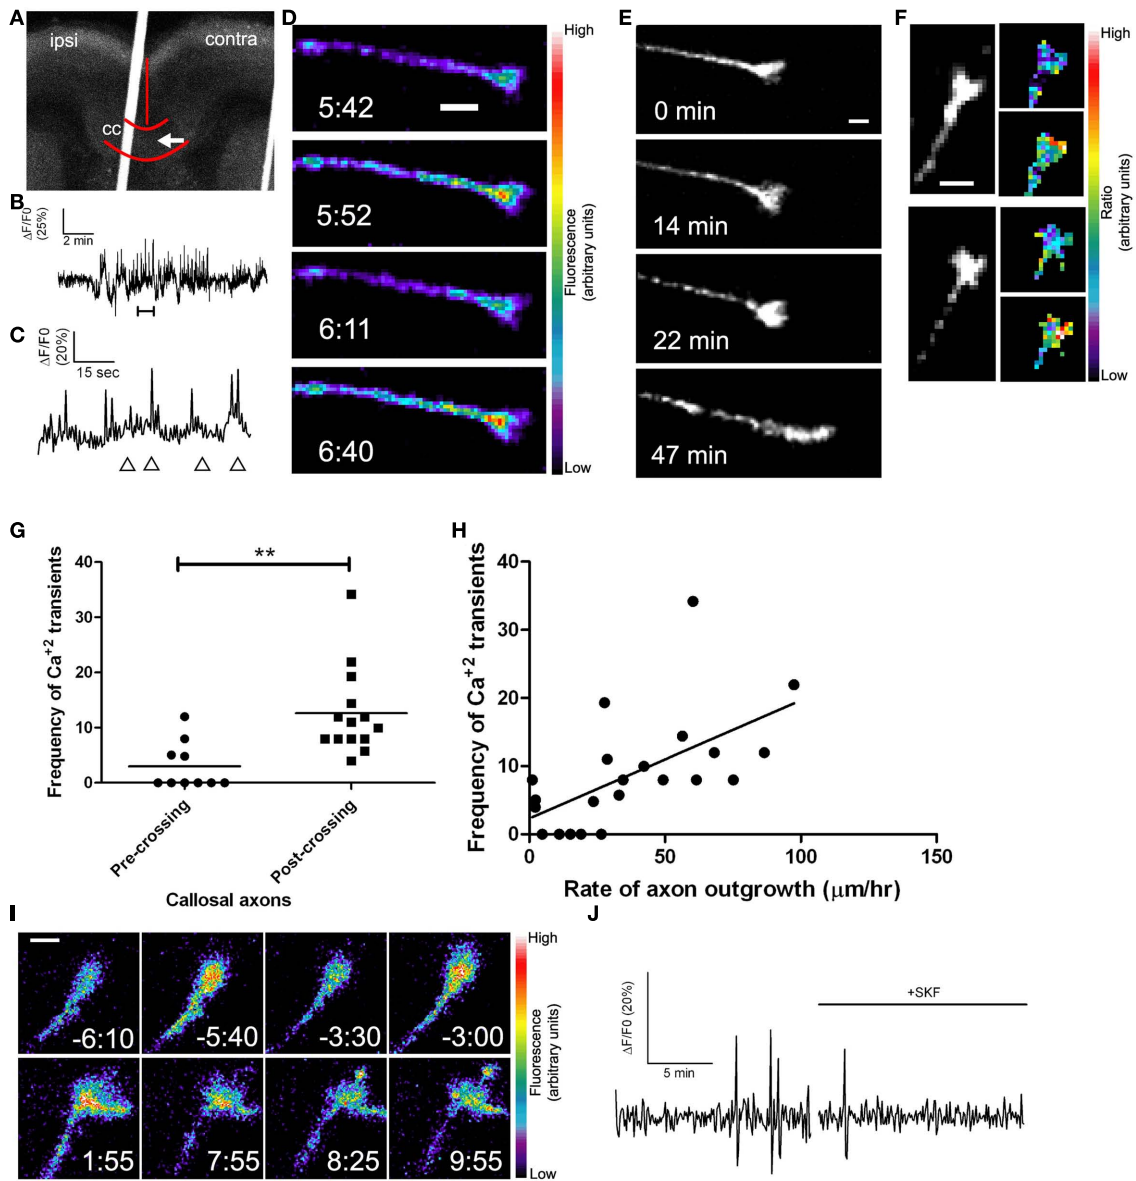 A
ipsi
contra
cc
B
ΔF/F0
(25%)
2 min
C
ΔF/F0
(20%)
15 sec
D
5:42
5:52
6:11
6:40
High
Fluorescence
(arbitrary units)
Low
E
0 min
14 min
22 min
47 min
F
High
Ratio
(arbitrary units)
Low
G
**
Frequency of Ca+2 transients
40
30
20
10
0
Pre-crossing
Post-crossing
Callosal axons
H
Frequency of Ca+2 transients
40
30
20
10
0
0
50
100
150
Rate of axon outgrowth (μm/hr)
I
-6:10
-5:40
-3:30
-3:00
1:55
7:55
8:25
9:55
High
Fluorescence
(arbitrary units)
Low
J
ΔF/F0 (20%)
5 min
+SKF